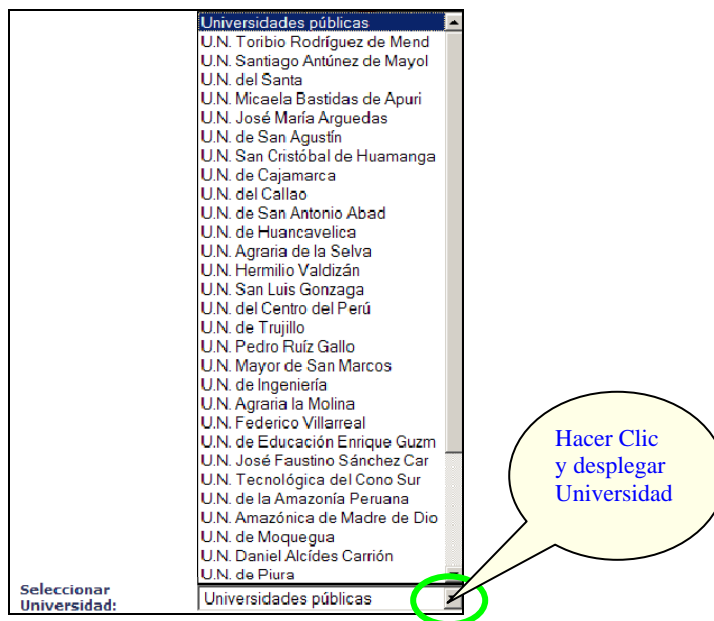 Universidades públicas
U.N. Toribio Rodríguez de Mend
U.N. Santiago Antúnez de Mayol
U.N. del Santa
U.N. Micaela Bastidas de Apuri
U.N. José María Arguedas
U.N. de San Agustín
U.N. San Cristóbal de Huamanga
U.N. de Cajamarca
U.N. del Callao
U.N. de San Antonio Abad
U.N. de Huancavelica
U.N. Agraria de la Selva
U.N. Hermilio Valdizán
U.N. San Luis Gonzaga
U.N. del Centro del Perú
U.N. de Trujillo
U.N. Pedro Ruíz Gallo
U.N. Mayor de San Marcos
U.N. de Ingeniería
U.N. Agraria la Molina
U.N. Federico Villarreal
U.N. de Educación Enrique Guzm
U.N. José Faustino Sánchez Car
U.N. Tecnológica del Cono Sur
U.N. de la Amazonía Peruana
U.N. Amazónica de Madre de Dio
U.N. de Moquegua
U.N. Daniel Alcídes Carrión
U.N. de Piura
Seleccionar
Universidad:
Universidades públicas
Hacer Clic
y desplegar
Universidad